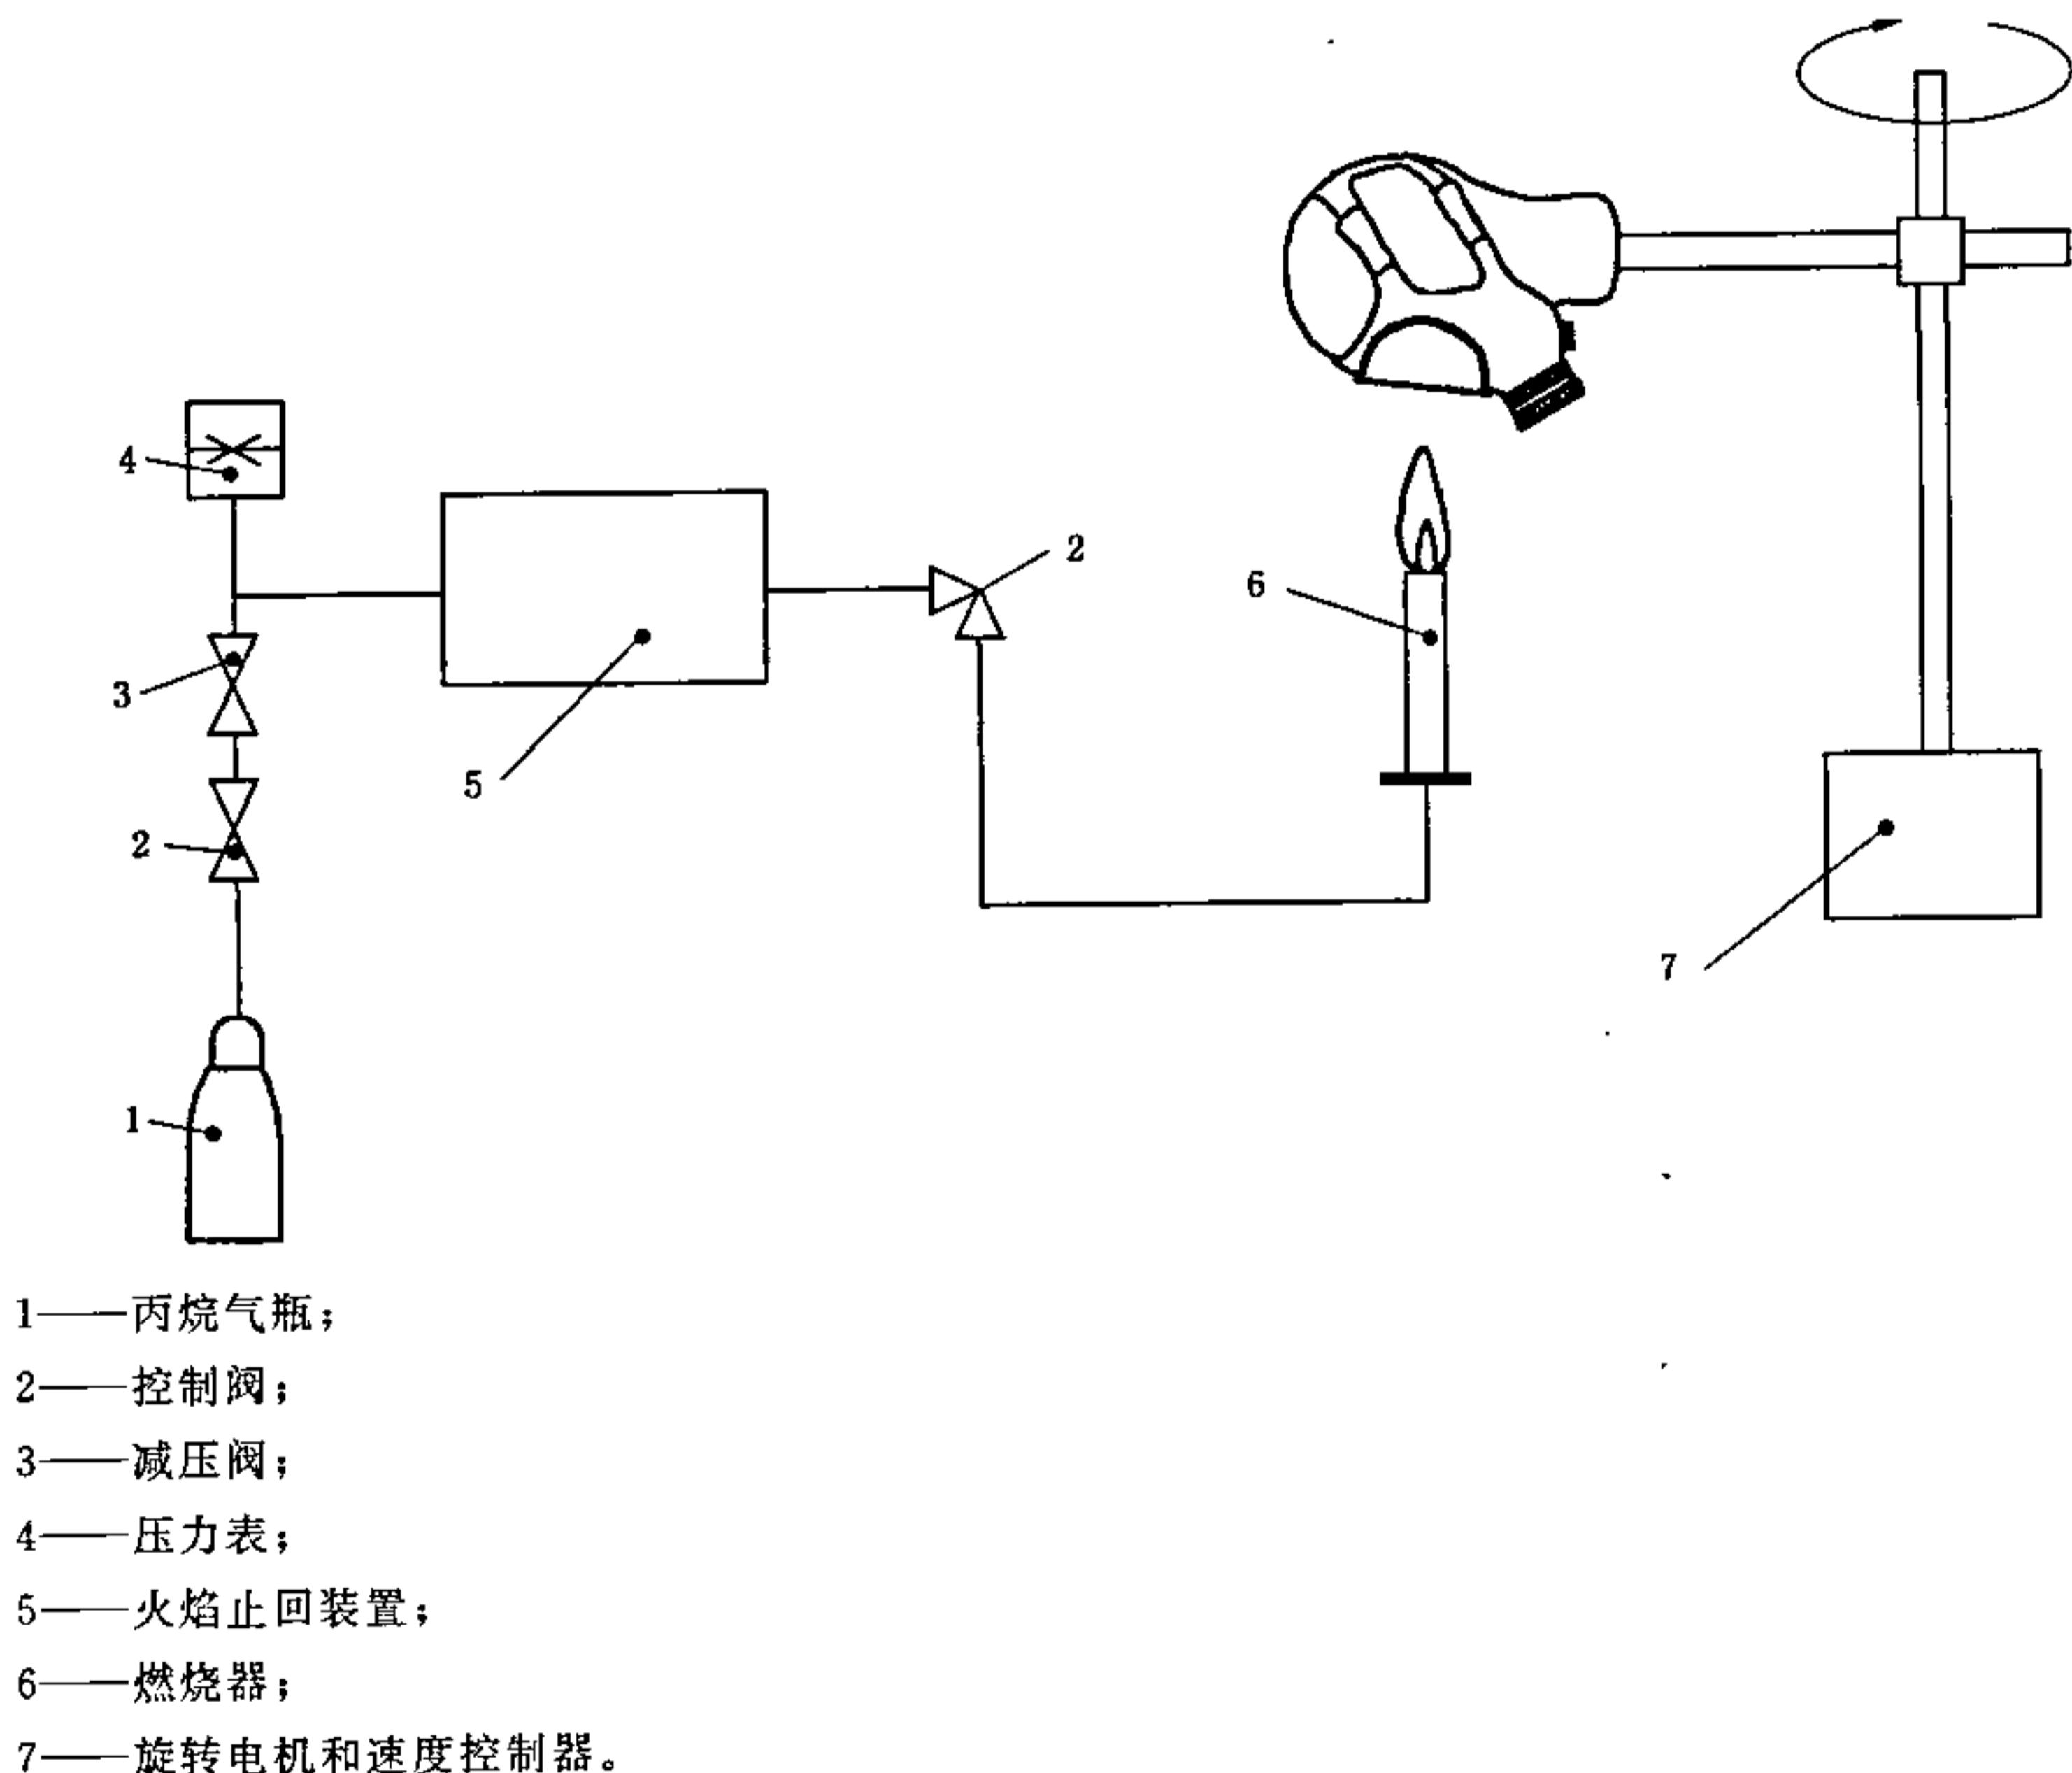 4
2
6
3
5
2
7
1
1——丙烷气瓶;
2——控制阀;
3——减压阀;
4——压力表;
5——火焰止回装置;
6——燃烧器;
7——旋转电机和速度控制器。